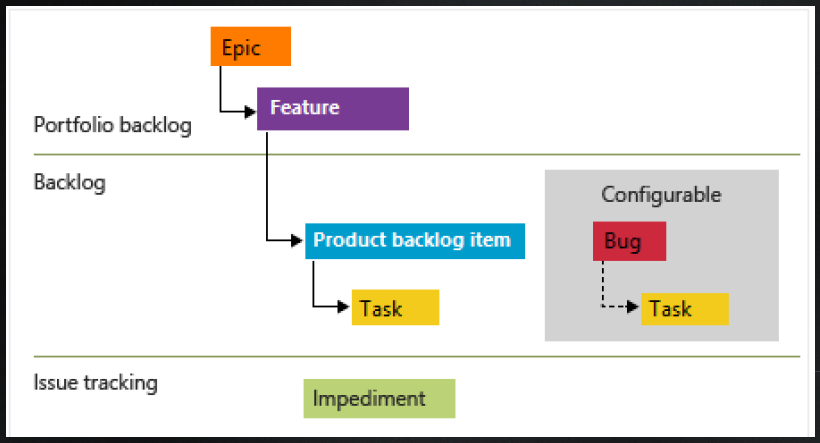 Epic
Feature
Portfolio backlog
Backlog
Configurable
Product backlog item
Bug
Task
Task
Issue tracking
Impediment